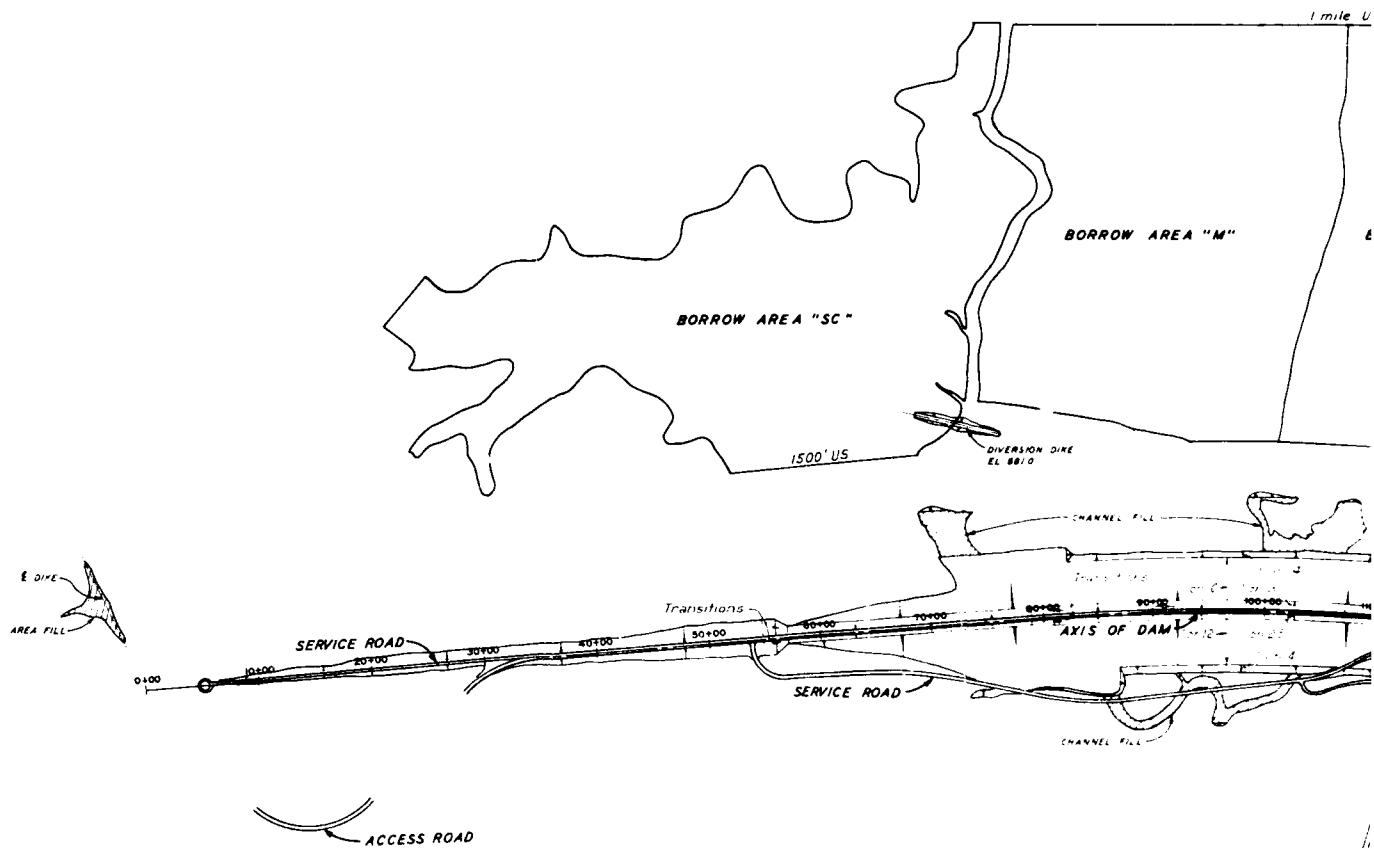 1 mile U
BORROW AREA "M"
BORROW AREA "SC"
1500' US
DIVERSION DIKE
EL 881.0
CHANNEL FILL
℄ DIKE
AREA FILL
Transitions
0+00
10+00
20+00
30+00
40+00
50+00
60+00
70+00
80+00
90+00
100+00
SERVICE ROAD
AXIS OF DAM
SERVICE ROAD
CHANNEL FILL
ACCESS ROAD